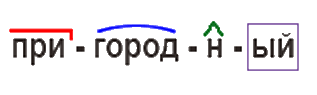 при - город - н - ый